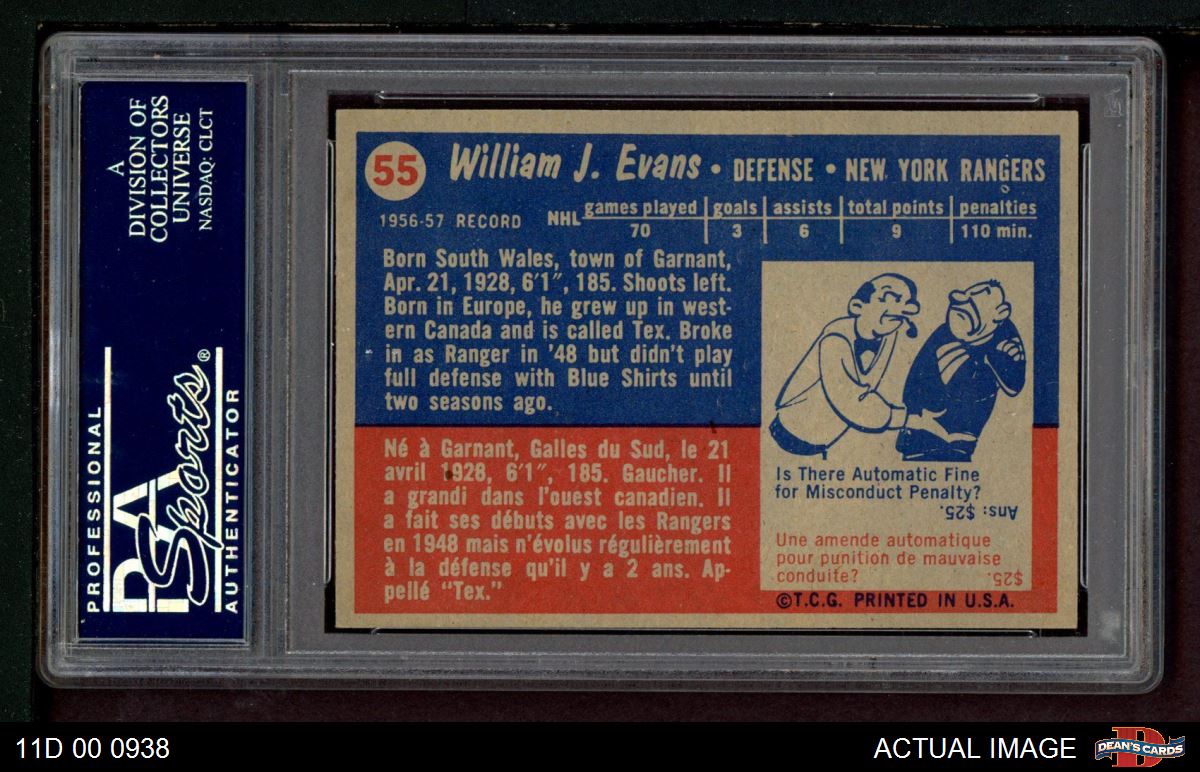 A
DIVISION OF
COLLECTORS
UNIVERSE
NASDAQ: CLCT
PROFESSIONAL
PSA
Sports®
AUTHENTICATOR
55
William J. Evans • DEFENSE • NEW YORK RANGERS
1956-57 RECORD
NHL games played goals assists total points penalties
70 3 6 9 110 min.
Born South Wales, town of Garnant,
Apr. 21, 1928, 6'1", 185. Shoots left.
Born in Europe, he grew up in west-
ern Canada and is called Tex. Broke
in as Ranger in '48 but didn't play
full defense with Blue Shirts until
two seasons ago.
Né à Garnant, Galles du Sud, le 21
avril 1928, 6'1", 185. Gaucher. Il
a grandi dans l'ouest canadien. Il
a fait ses débuts avec les Rangers
en 1948 mais n'évolus régulièrement
à la défense qu'il y a 2 ans. Ap-
pellé "Tex."
Is There Automatic Fine
for Misconduct Penalty?
Ans: $25.
Une amende automatique
pour punition de mauvaise
conduite?
$25.
©T.C.G. PRINTED IN U.S.A.
11D 00 0938
ACTUAL IMAGE
D
DEAN'S CARDS